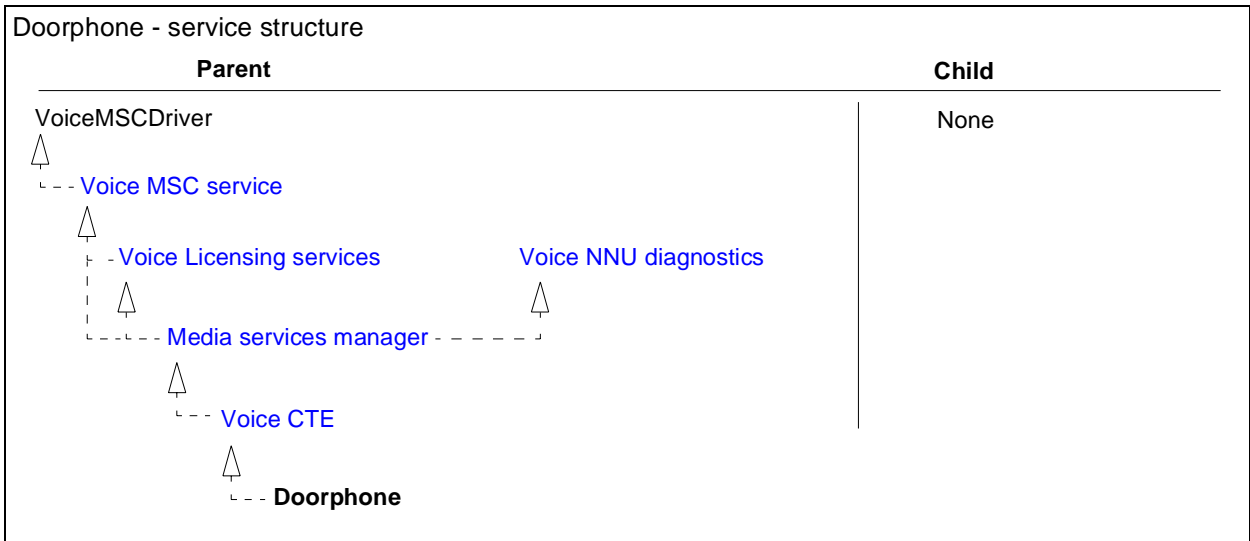 Doorphone - service structure
Parent
Child
VoiceMSCDriver
None
Voice MSC service
Voice Licensing services
Voice NNU diagnostics
Media services manager
Voice CTE
Doorphone